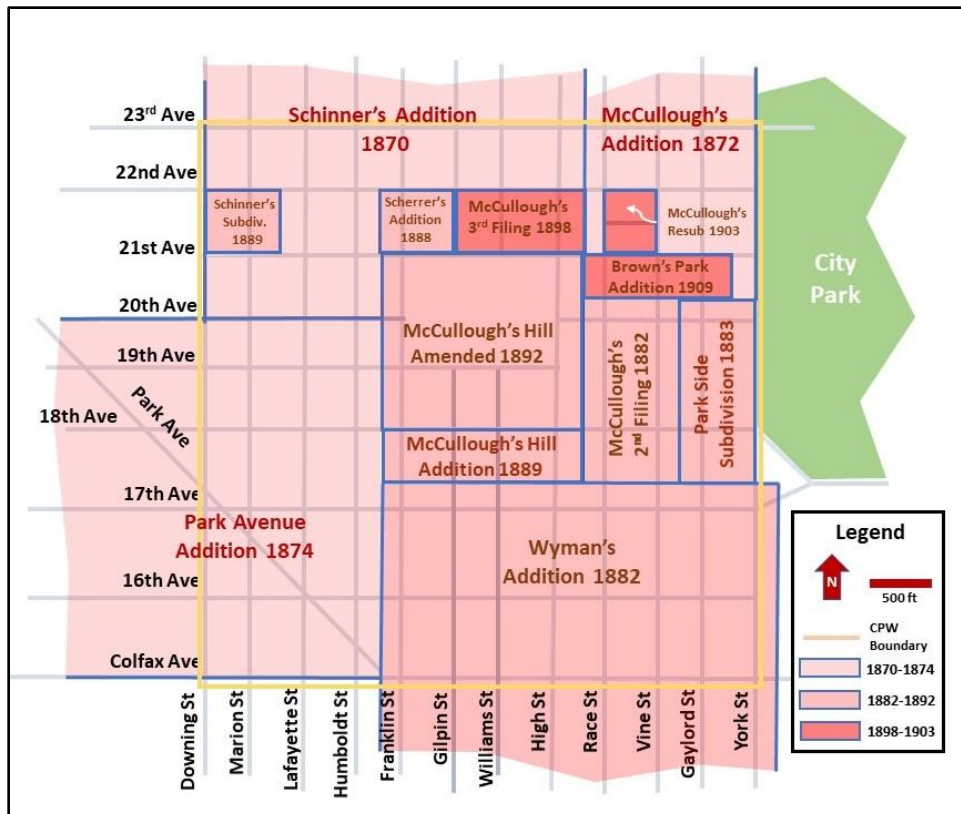 23rd Ave
22nd Ave
21st Ave
20th Ave
19th Ave
18th Ave
17th Ave
16th Ave
Colfax Ave
Park Ave
Schinner's Addition
1870
McCullough's
Addition 1872
Schinner's
Subdiv.
1889
Scherrer's
Addition
1888
McCullough's
3rd Filing 1898
McCullough's
Resub 1903
Brown's Park
Addition 1909
City
Park
McCullough's Hill
Amended 1892
McCullough's
2nd Filing 1882
Park Side
Subdivision 1883
McCullough's Hill
Addition 1889
Park Avenue
Addition 1874
Wyman's
Addition 1882
Downing St
Marion St
Lafayette St
Humboldt St
Franklin St
Gilpin St
Williams St
High St
Race St
Vine St
Gaylord St
York St
Legend
N
500 ft
CPW
Boundary
1870-1874
1882-1892
1898-1903